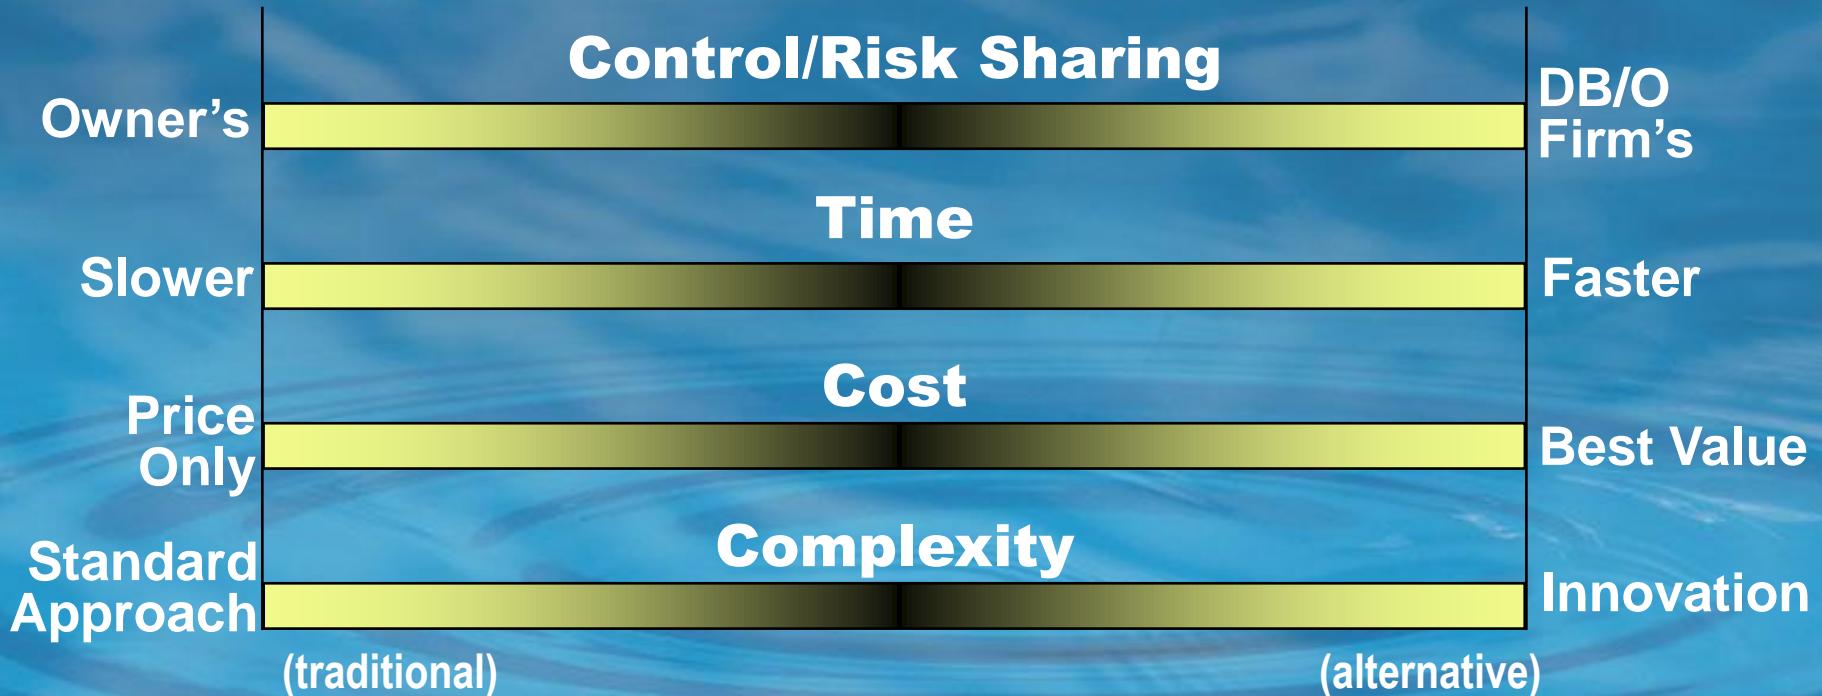 Control/Risk Sharing
Owner's
DB/O
Firm's
Time
Slower
Faster
Cost
Price
Only
Best Value
Complexity
Standard
Approach
Innovation
(traditional)
(alternative)